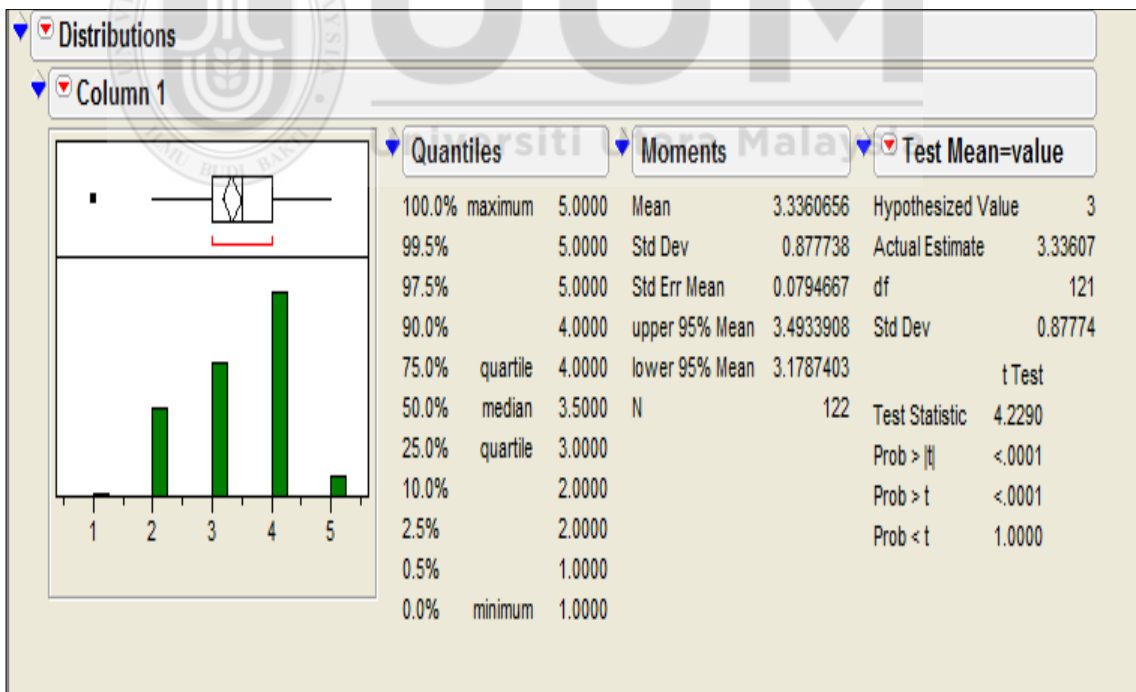 UUM
Universiti Utara Malaysia
Distributions
Column 1
1 2 3 4 5
Quantiles
100.0% maximum 5.0000
99.5% 5.0000
97.5% 5.0000
90.0% 4.0000
75.0% quartile 4.0000
50.0% median 3.5000
25.0% quartile 3.0000
10.0% 2.0000
2.5% 2.0000
0.5% 1.0000
0.0% minimum 1.0000
Moments
Mean 3.3360656
Std Dev 0.877738
Std Err Mean 0.0794667
upper 95% Mean 3.4933908
lower 95% Mean 3.1787403
N 122
Test Mean=value
Hypothesized Value 3
Actual Estimate 3.33607
df 121
Std Dev 0.87774
t Test
Test Statistic 4.2290
Prob > |t| <.0001
Prob > t <.0001
Prob < t 1.0000